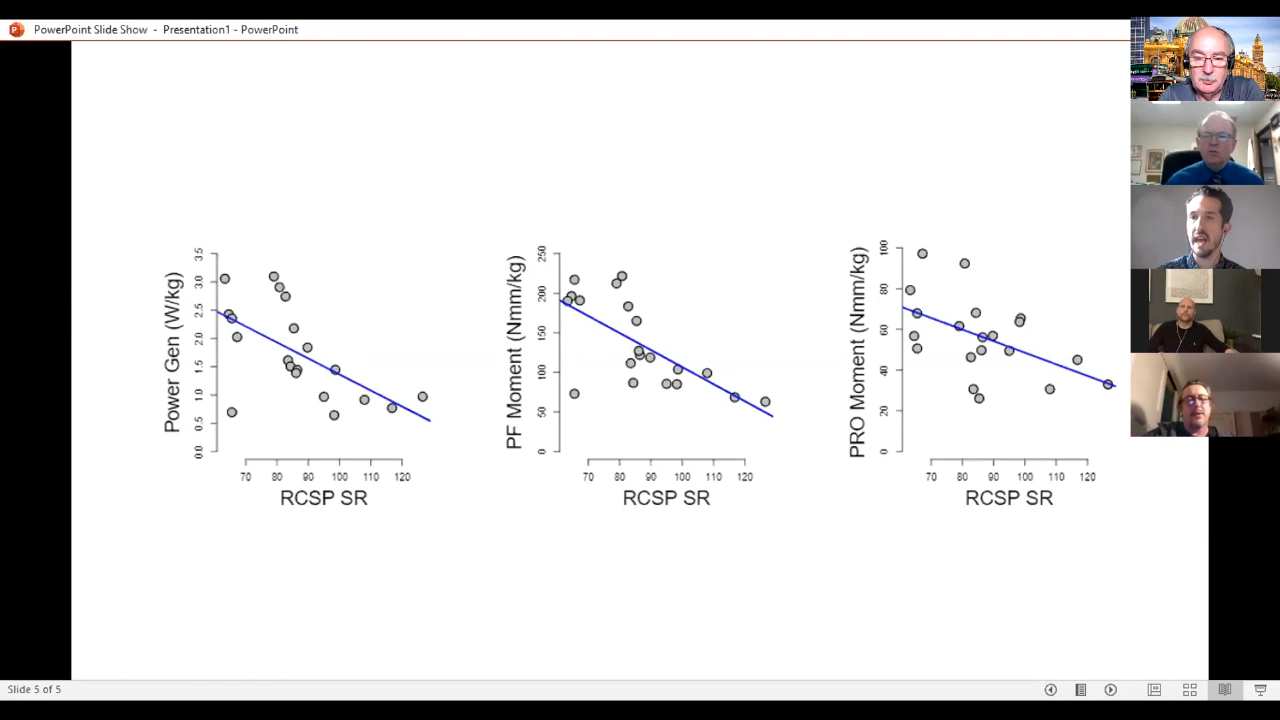 PowerPoint Slide Show - Presentation1 - PowerPoint
Power Gen (W/kg)
3.5
3.0
2.5
2.0
1.5
1.0
0.5
0.0
70 80 90 100 110 120
RCSP SR
PF Moment (Nmm/kg)
250
200
150
100
50
0
70 80 90 100 110 120
RCSP SR
PRO Moment (Nmm/kg)
100
80
60
40
20
0
70 80 90 100 110 120
RCSP SR
Slide 5 of 5